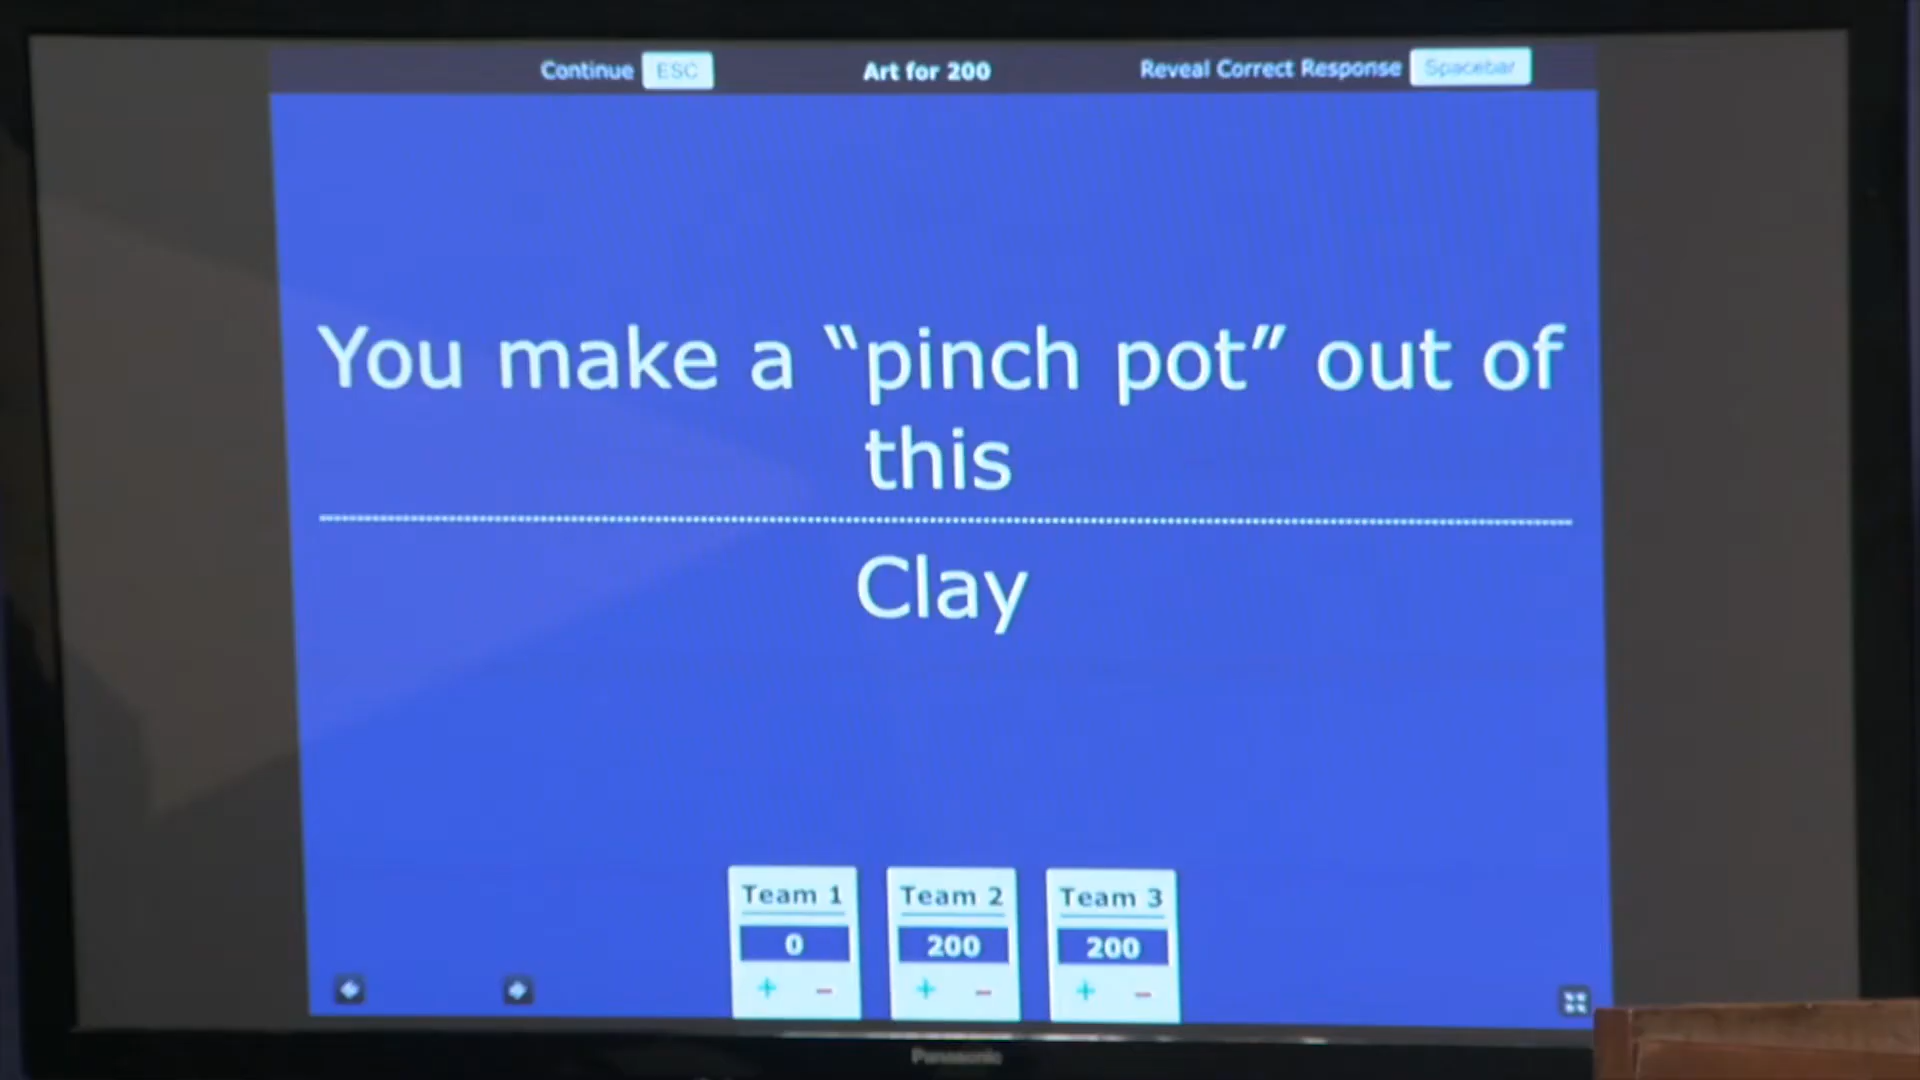 Continue ESC Art for 200 Reveal Correct Response Spacebar
You make a “pinch pot” out of
this
Clay
Team 1 Team 2 Team 3
0 200 200
+ − + − + −
Panasonic